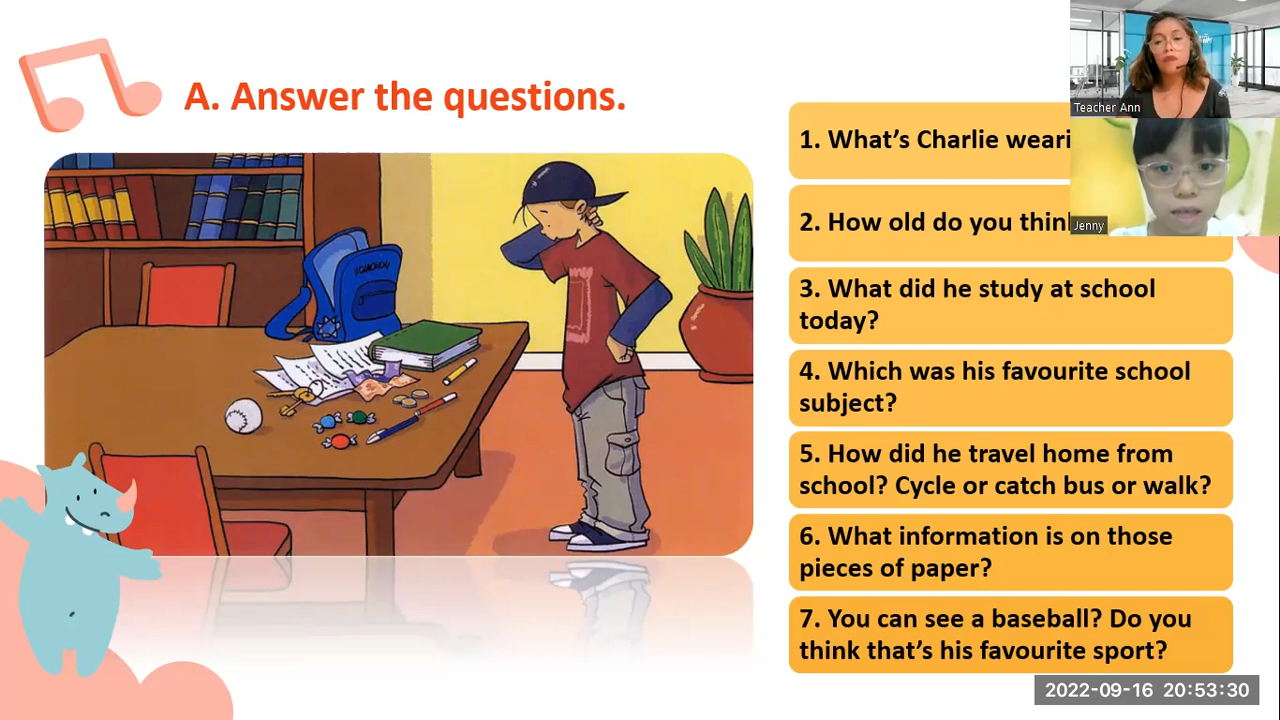 A. Answer the questions.
1. What's Charlie weari
2. How old do you think
3. What did he study at school
today?
4. Which was his favourite school
subject?
5. How did he travel home from
school? Cycle or catch bus or walk?
6. What information is on those
pieces of paper?
7. You can see a baseball? Do you
think that's his favourite sport?
Teacher Ann
Jenny
2022-09-16 20:53:30